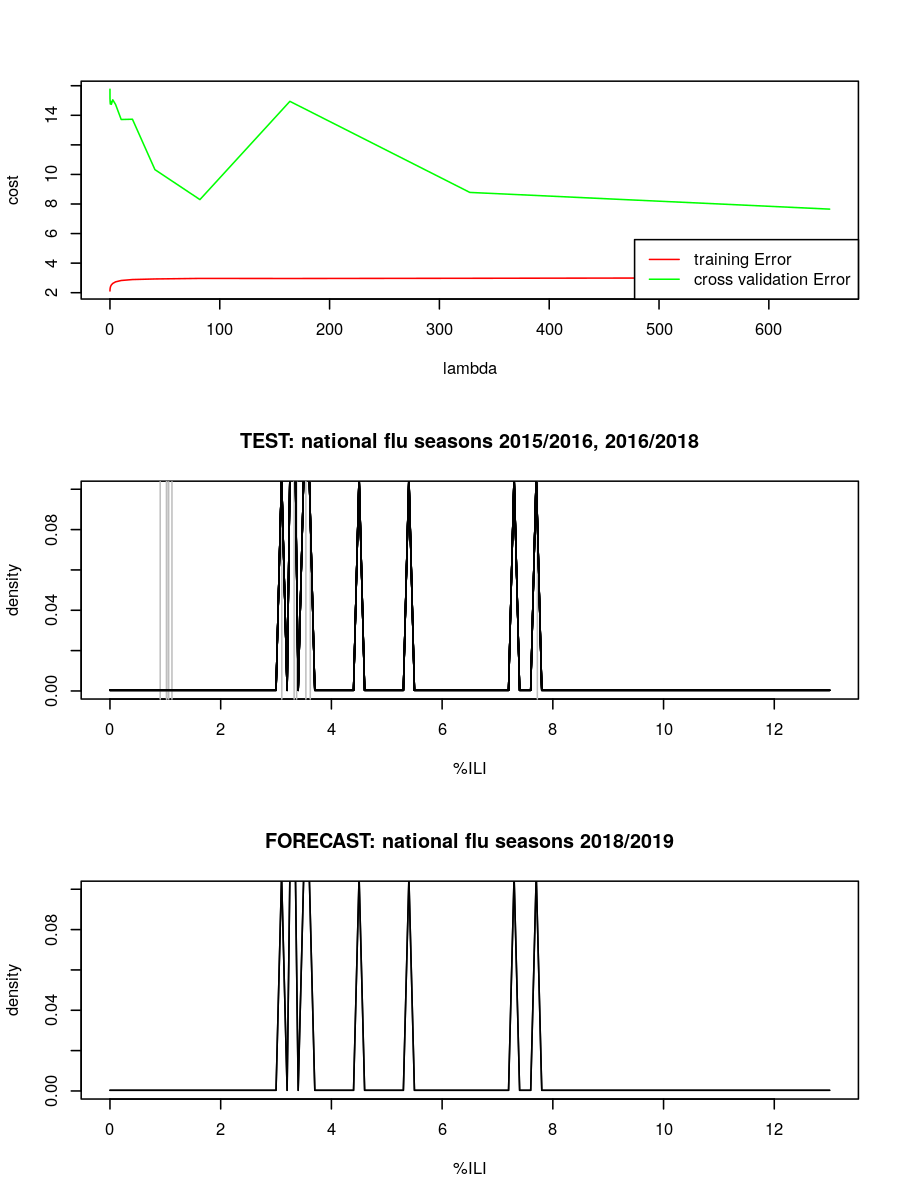 cost
14
10
8
6
4
2
training Error
cross validation Error
0 100 200 300 400 500 600
lambda
TEST: national flu seasons 2015/2016, 2016/2018
density
0.08
0.04
0.00
0 2 4 6 8 10 12
%ILI
FORECAST: national flu seasons 2018/2019
density
0.08
0.04
0.00
0 2 4 6 8 10 12
%ILI